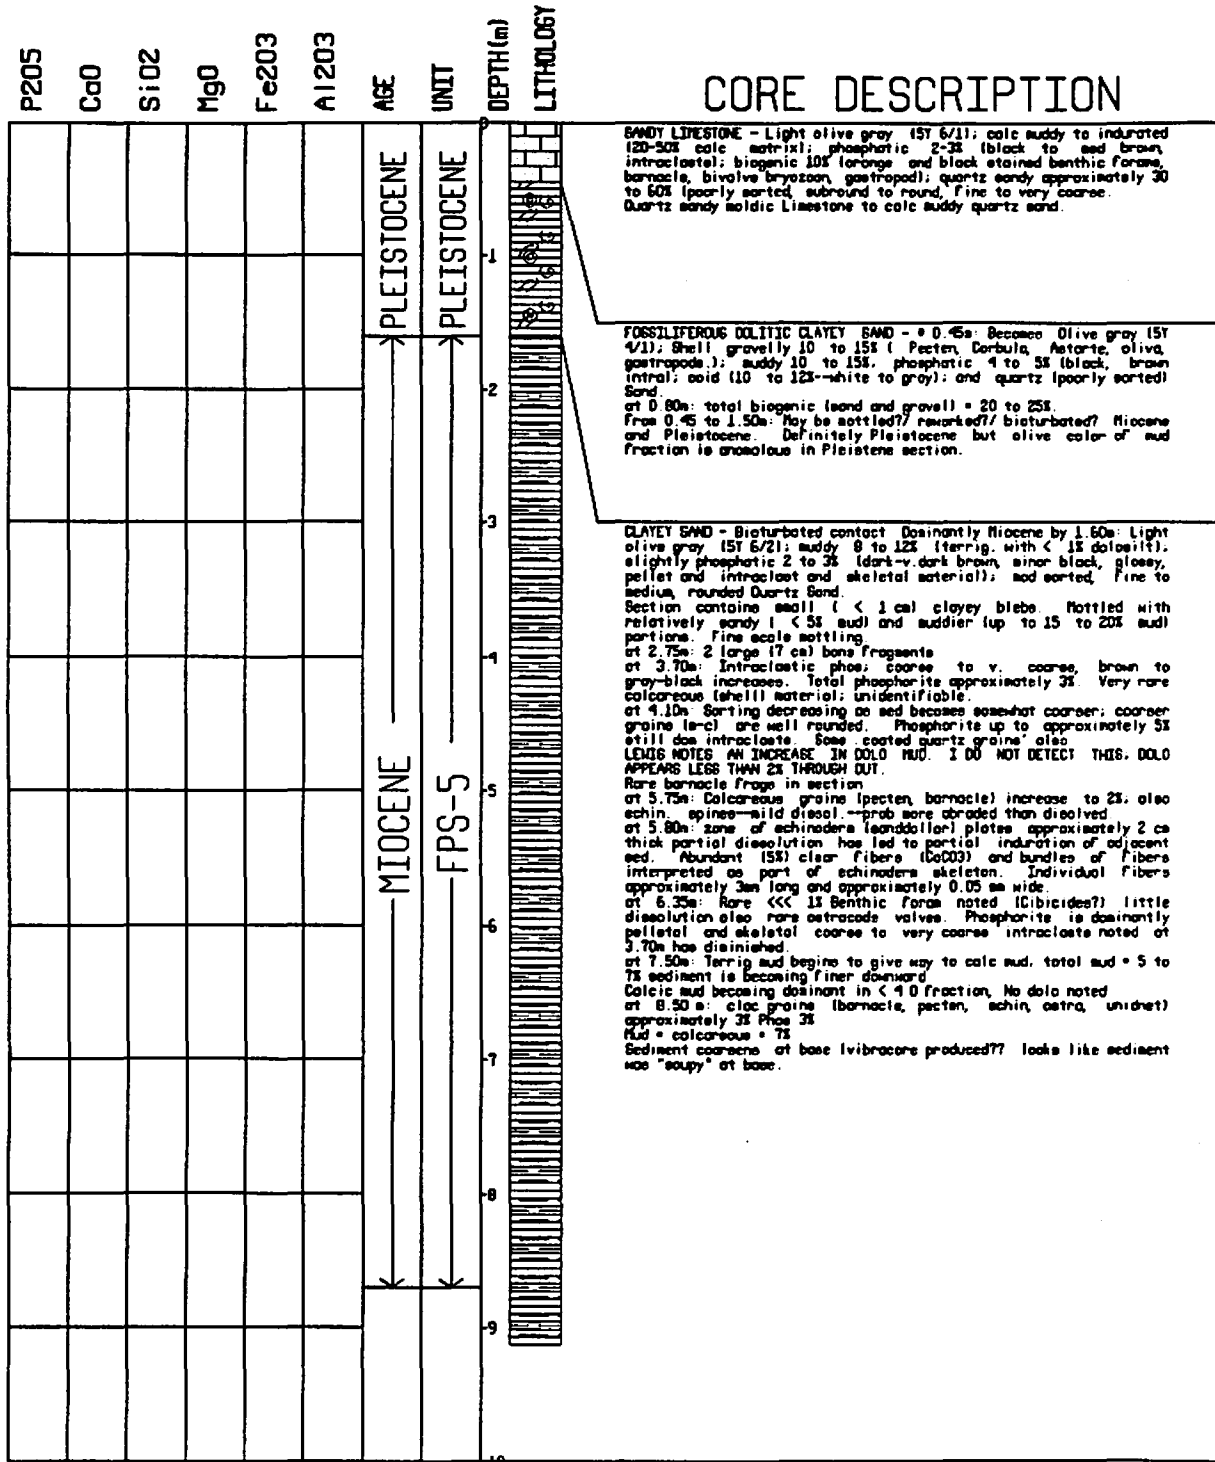 P2O5
CaO
SiO2
MgO
Fe2O3
Al2O3
AGE
UNIT
DEPTH(m)
LITHOLOGY
CORE DESCRIPTION
PLEISTOCENE
PLEISTOCENE
MIOCENE
FPS-5
0
-1
-2
-3
-4
-5
-6
-7
-8
-9
-10
SANDY LIMESTONE - Light olive gray (5Y 6/1); calc muddy to indurated
(20-50% calc matrix); phosphatic 2-3% (black to med brown,
intraclasts); biogenic 10% (orange and black stained benthic forams,
barnacle, bivalve bryozoan, gastropod); quartz sandy approximately 30
to 60% (poorly sorted, subround to round, fine to very coarse.
Quartz sandy moldic Limestone to calc muddy quartz sand.
FOSSILIFEROUS OOLITIC CLAYEY SAND - @ 0.45m: Becomes Olive gray (5Y
4/1); Shell gravelly 10 to 15% ( Pecten, Corbula, Astarte, oliva,
gastropods.); muddy 10 to 15%, phosphatic 4 to 5% (black, brown
intra); ooid (10 to 12%--white to gray); and quartz (poorly sorted)
Sand.
at 0.80m: total biogenic (sand and gravel) = 20 to 25%.
From 0.45 to 1.50m: May be mottled?/ reworked?/ bioturbated? Miocene
and Pleistocene. Definitely Pleistocene but olive color of mud
fraction is anomolous in Pleistene section.
CLAYEY SAND - Bioturbated contact Dominantly Miocene by 1.60m: Light
olive gray (5Y 6/2); muddy 8 to 12% (terrig. with < 1% dolosilt);
slightly phosphatic 2 to 3% (dark-v.dark brown, minor black, glossy,
pellet and intraclast and skeletal material); mod sorted, fine to
medium, rounded Quartz Sand.
Section contains small ( < 1 cm) clayey blebs. Mottled with
relatively sandy ( < 5% mud) and muddier (up to 15 to 20% mud)
portions. Fine scale mottling.
at 2.75m: 2 large (7 cm) bone fragments
at 3.70m: Intraclastic phos; coarse to v. coarse, brown to
gray-black increases. Total phosphorite approximately 3%. Very rare
calcareous (shell) material; unidentifiable.
at 4.10m: Sorting decreasing as sed becomes somewhat coarser; coarser
grains (m-c) are well rounded. Phosphorite up to approximately 5%
still dom intraclasts. Some 'coated quartz grains' also
LEWIS NOTES AN INCREASE IN DOLO MUD. I DO NOT DETECT THIS, DOLO
APPEARS LESS THAN 2% THROUGH OUT.
Rare barnacle frags in section
at 5.75m: Calcareous grains (pecten, barnacle) increase to 2%; also
echin. spines--mild dissol.--prob more abraded than disolved
at 5.80m: zone of echinoderm (sanddollar) plates approximately 2 cm
thick partial dissolution has led to partial induration of adjacent
sed. Abundant (5%) clear fibers (CaCO3) and bundles of fibers
interpreted as part of echinoderm skeleton. Individual fibers
approximately 3mm long and approximately 0.05 mm wide.
at 6.35m: Rare <<< 1% Benthic foram noted (Cibicides?) little
dissolution also rare ostracode valves. Phosphorite is dominantly
pelletal and skeletal coarse to very coarse intraclasts noted at
3.70m has diminished.
at 7.50m: Terrig mud begins to give way to calc mud, total mud = 5 to
7% sediment is becoming finer downward
Calcic mud becoming dominant in < 4 0 fraction, No dolo noted
at 8.50 m: clac grains (barnacle, pecten, echin, ostra, unidnet)
approximately 3% Phos 3%
Mud = calcareous = 7%
Sediment coarsens at base (vibracore produced?? looks like sediment
was "soupy" at base.